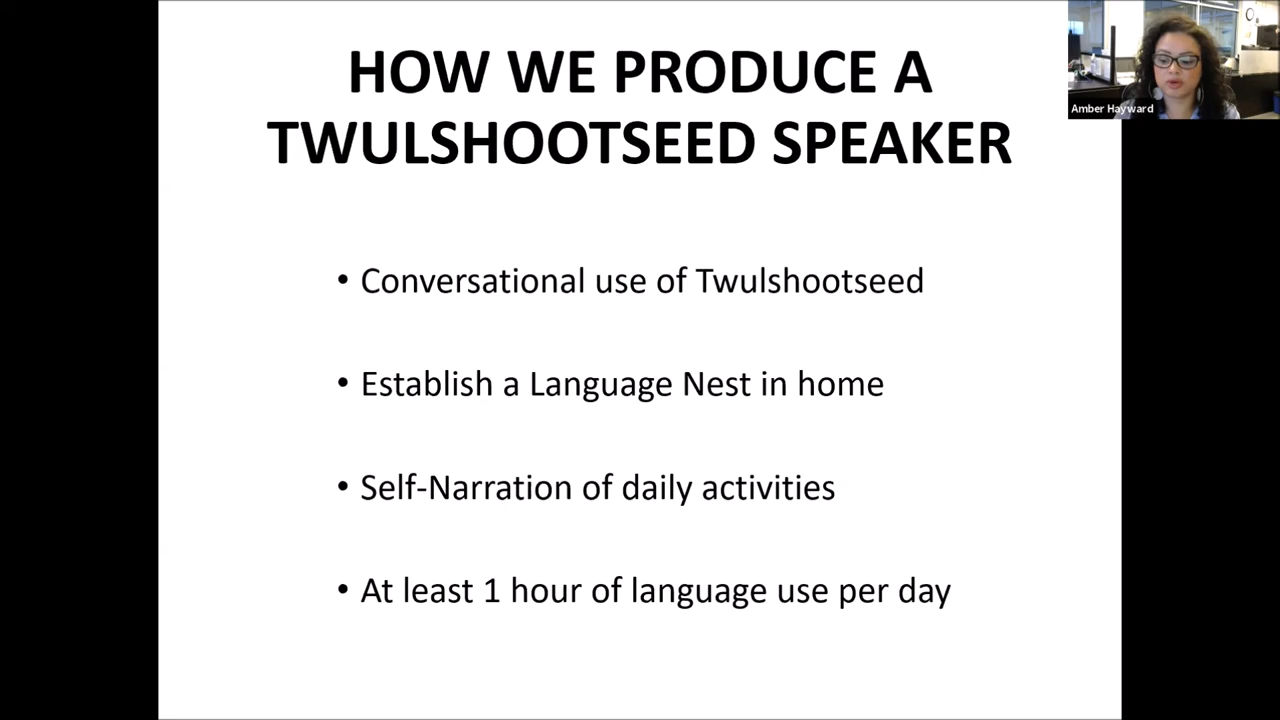 HOW WE PRODUCE A
TWULSHOOTSEED SPEAKER
• Conversational use of Twulshootseed
• Establish a Language Nest in home
• Self-Narration of daily activities
• At least 1 hour of language use per day
Amber Hayward